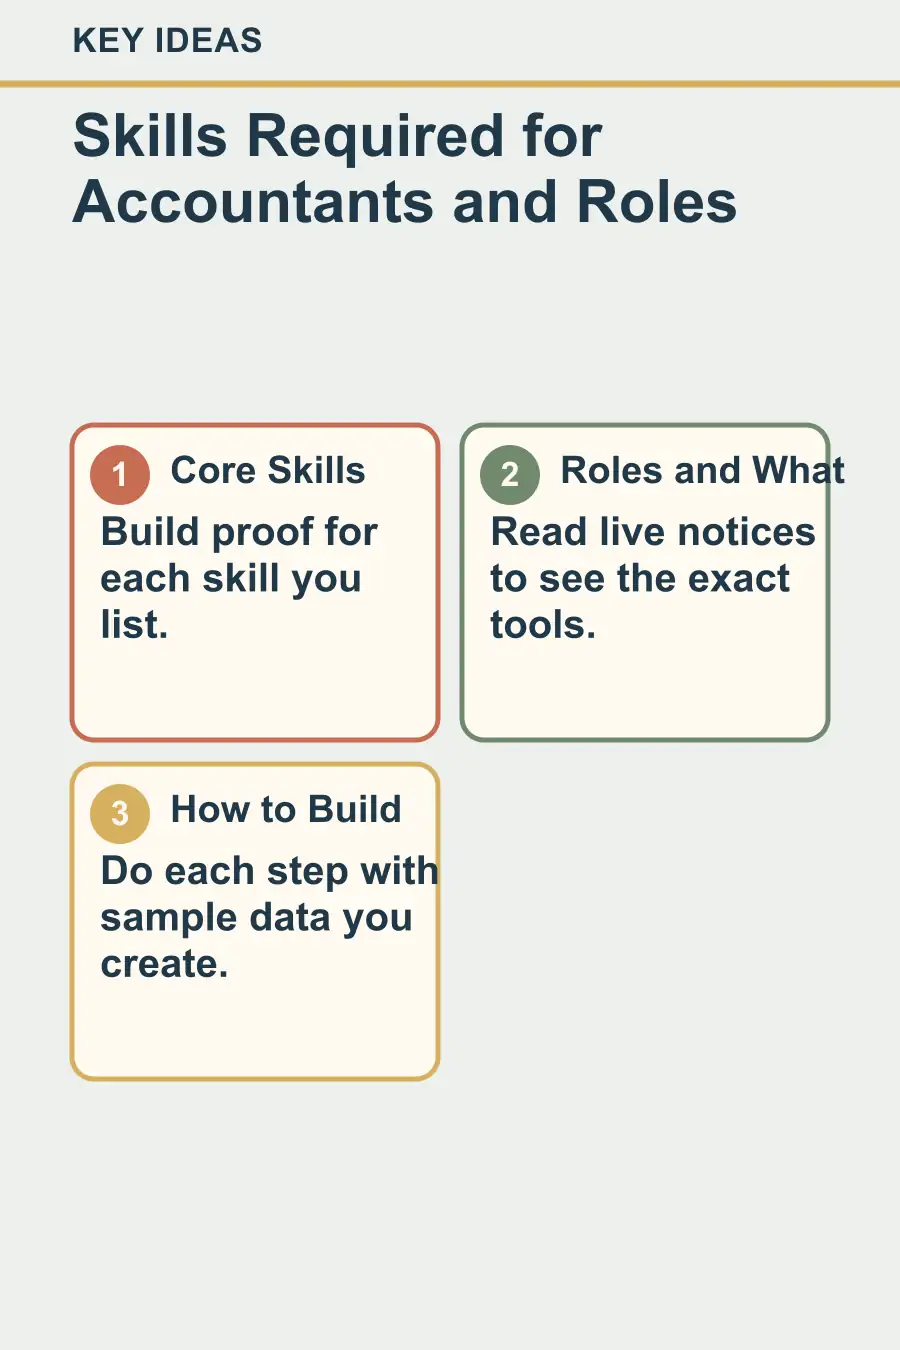 KEY IDEAS
Skills Required for
Accountants and Roles
1 Core Skills
Build proof for
each skill you
list.
2 Roles and What
Read live notices
to see the exact
tools.
3 How to Build
Do each step with
sample data you
create.